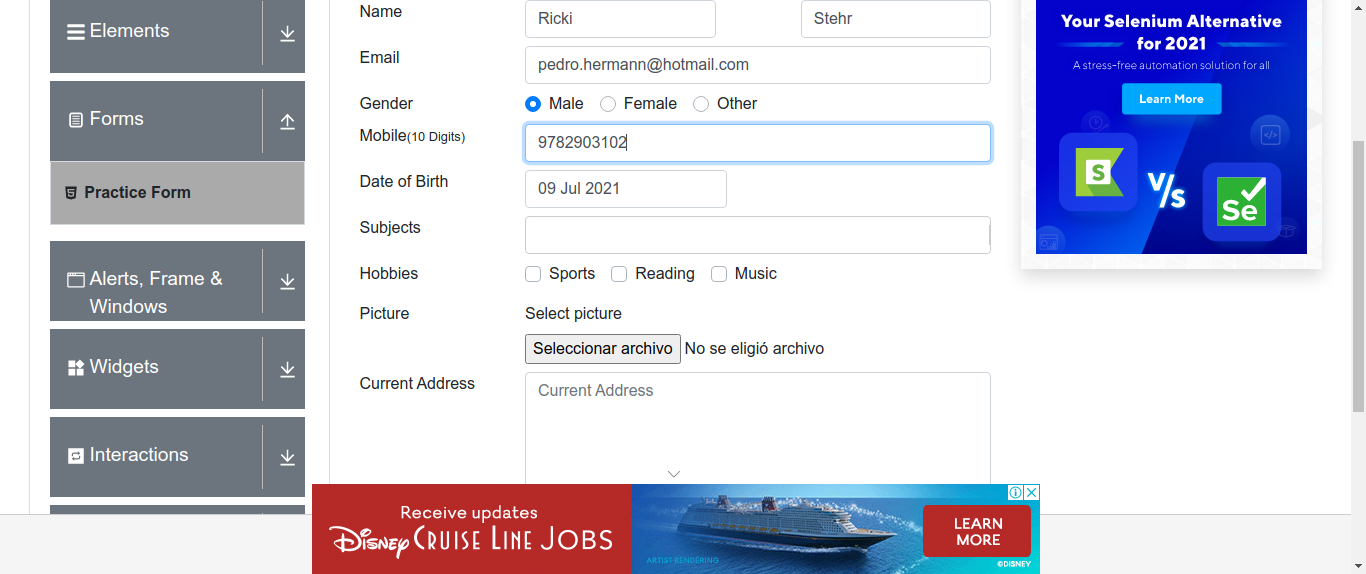 Elements
Forms
Practice Form
Alerts, Frame &
Windows
Widgets
Interactions
Name
Ricki
Stehr
Email
pedro.hermann@hotmail.com
Gender
Male
Female
Other
Mobile(10 Digits)
9782903102
Date of Birth
09 Jul 2021
Subjects
Hobbies
Sports
Reading
Music
Picture
Select picture
Seleccionar archivo
No se eligió archivo
Current Address
Current Address
Your Selenium Alternative
for 2021
A stress-free automation solution for all
Learn More
S
V/s
Se
Receive updates
Disney CRUISE LINE JOBS
ARTIST RENDERING
LEARN
MORE
©DISNEY